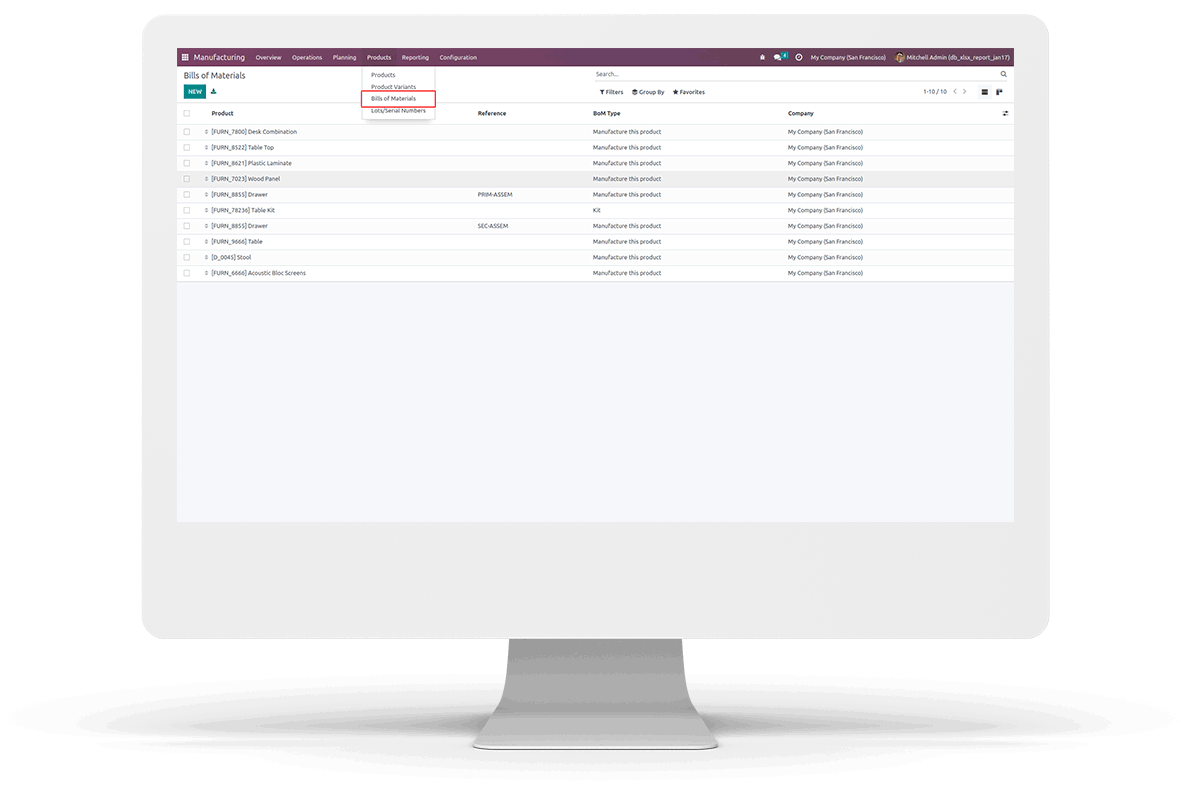 Manufacturing Overview Operations Planning Products Reporting Configuration 4 My Company (San Francisco) Mitchell Admin (db_xlsx_report_jan17)
Bills of Materials Search...
NEW Filters Group By Favorites 1-10 / 10
Products
Product Variants
Bills of Materials
Lots/Serial Numbers
Product Reference BoM Type Company
[FURN_7800] Desk Combination Manufacture this product My Company (San Francisco)
[FURN_8522] Table Top Manufacture this product My Company (San Francisco)
[FURN_8621] Plastic Laminate Manufacture this product My Company (San Francisco)
[FURN_7023] Wood Panel Manufacture this product My Company (San Francisco)
[FURN_8855] Drawer PRIM-ASSEM Manufacture this product My Company (San Francisco)
[FURN_78236] Table Kit Kit My Company (San Francisco)
[FURN_8855] Drawer SEC-ASSEM Manufacture this product My Company (San Francisco)
[FURN_9666] Table Manufacture this product My Company (San Francisco)
[D_0045] Stool Manufacture this product My Company (San Francisco)
[FURN_6666] Acoustic Bloc Screens Manufacture this product My Company (San Francisco)